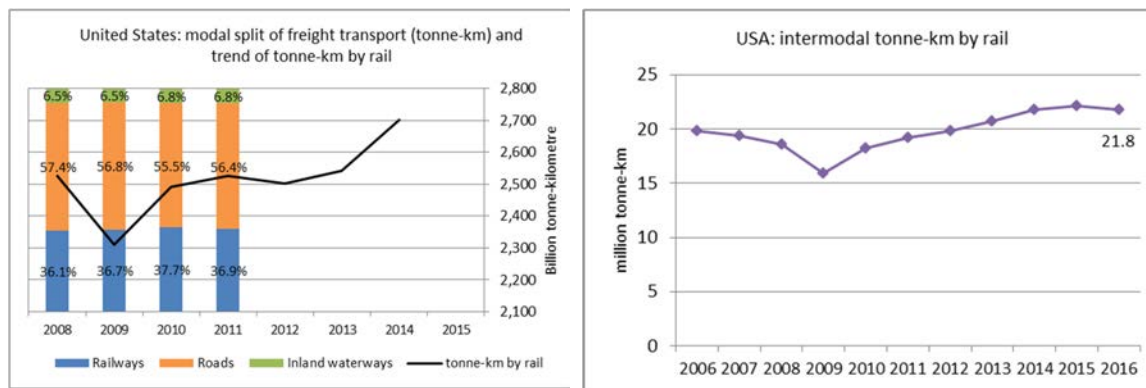 United States: modal split of freight transport (tonne-km) and
trend of tonne-km by rail
6.5% 6.5% 6.8% 6.8%
57.4% 56.8% 55.5% 56.4%
36.1% 36.7% 37.7% 36.9%
2,800
2,700
2,600
2,500
2,400
2,300
2,200
2,100
Billion tonne-kilometre
2008 2009 2010 2011 2012 2013 2014 2015
Railways Roads Inland waterways tonne-km by rail
USA: intermodal tonne-km by rail
25
20
15
10
5
0
million tonne-km
21.8
2006 2007 2008 2009 2010 2011 2012 2013 2014 2015 2016